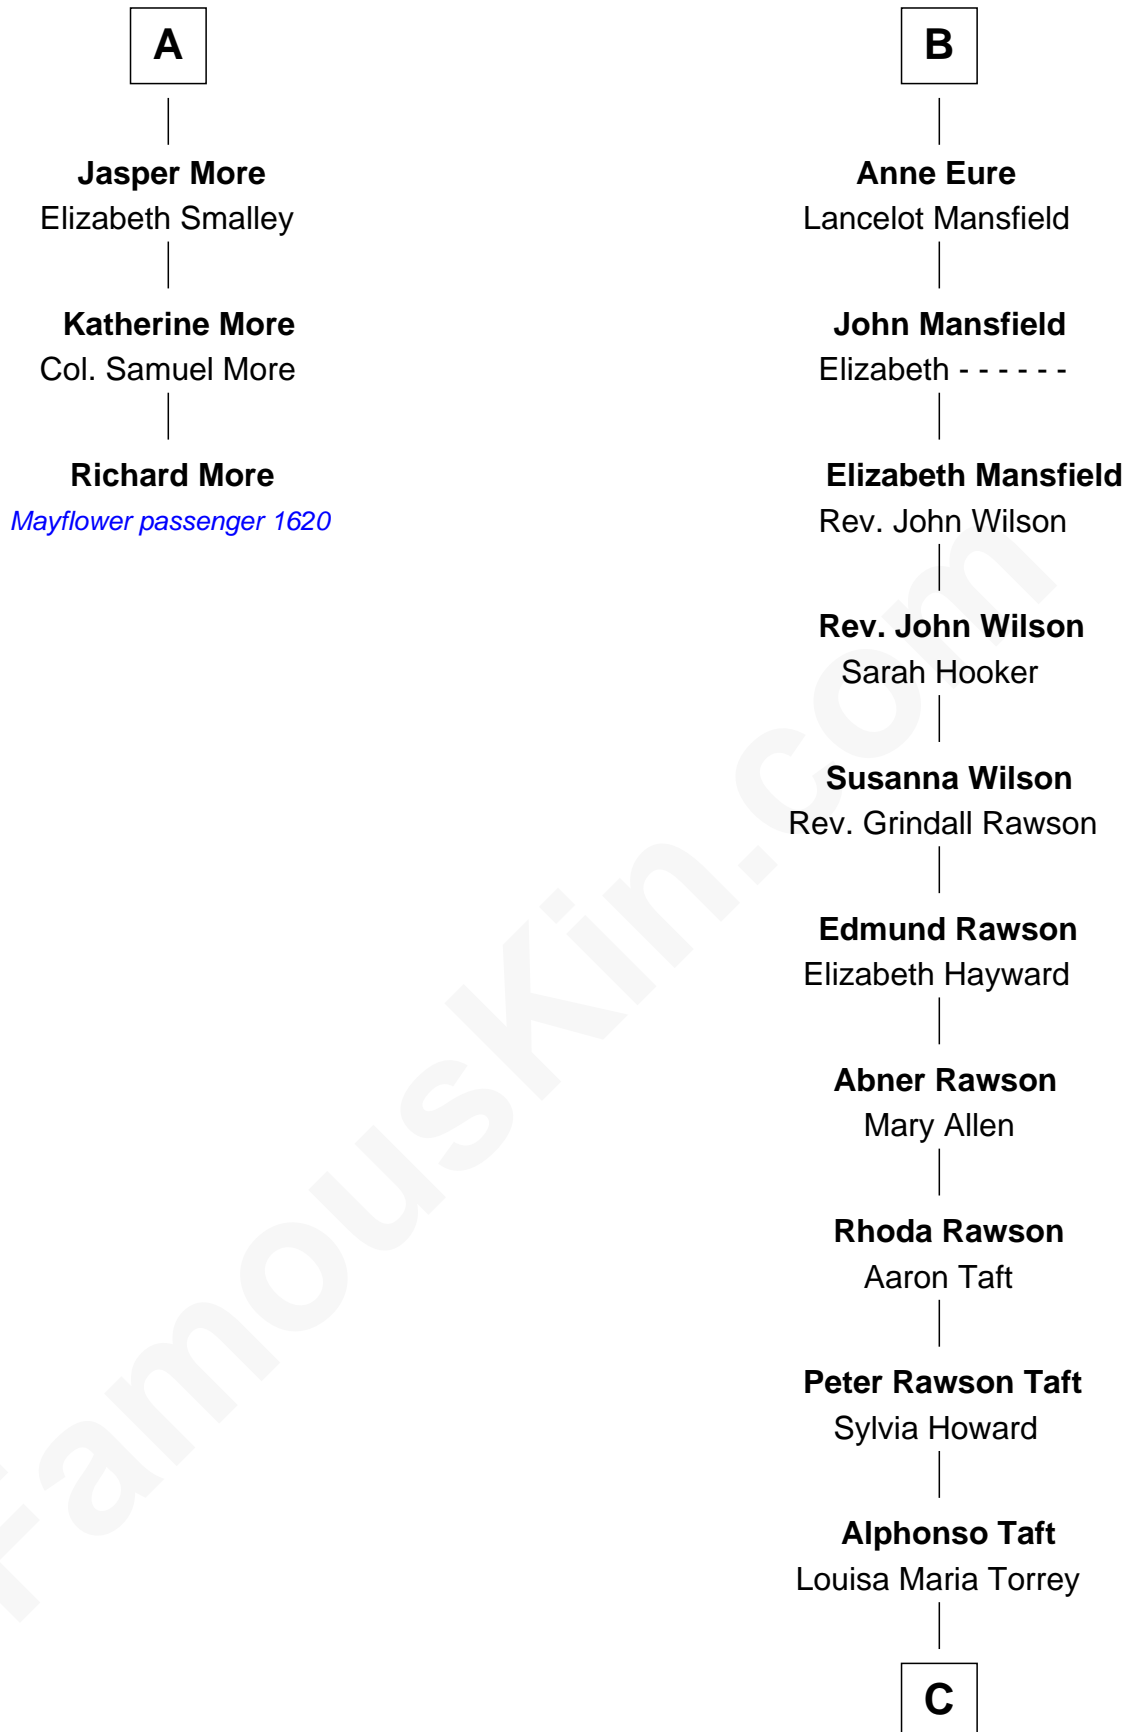 A
Jasper More
Elizabeth Smalley
Katherine More
Col. Samuel More
Richard More
Mayflower passenger 1620
B
Anne Eure
Lancelot Mansfield
John Mansfield
Elizabeth - - - - - -
Elizabeth Mansfield
Rev. John Wilson
Rev. John Wilson
Sarah Hooker
Susanna Wilson
Rev. Grindall Rawson
Edmund Rawson
Elizabeth Hayward
Abner Rawson
Mary Allen
Rhoda Rawson
Aaron Taft
Peter Rawson Taft
Sylvia Howard
Alphonso Taft
Louisa Maria Torrey
C
FamousKin.com